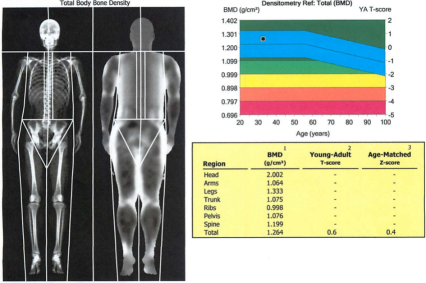 Total Body Bone Density
Densitometry Ref: Total (BMD)
BMD (g/cm²) YA T-score
1.402 2
1.301 1
1.200 0
1.099 -1
0.999 -2
0.898 -3
0.797 -4
0.696 -5
20 30 40 50 60 70 80 90 100
Age (years)
1 2 3
BMD Young-Adult Age-Matched
Region (g/cm²) T-score Z-score
Head 2.002 - -
Arms 1.064 - -
Legs 1.333 - -
Trunk 1.075 - -
Ribs 0.998 - -
Pelvis 1.076 - -
Spine 1.199 - -
Total 1.264 0.6 0.4